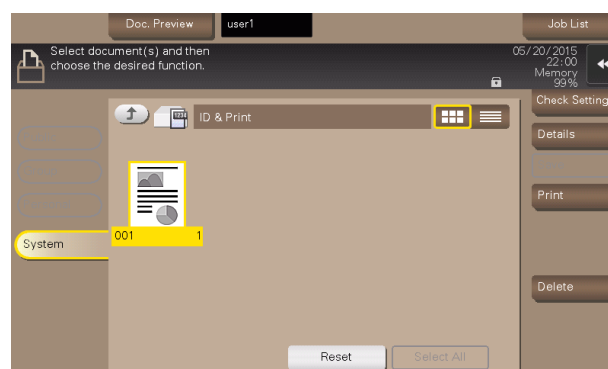 Doc. Preview
user1
Job List
Select document(s) and then
choose the desired function.
05/20/2015
22:00
Memory
99%
Check Setting
1234
ID & Print
Details
Print
System
001
1
Delete
Reset
Select All